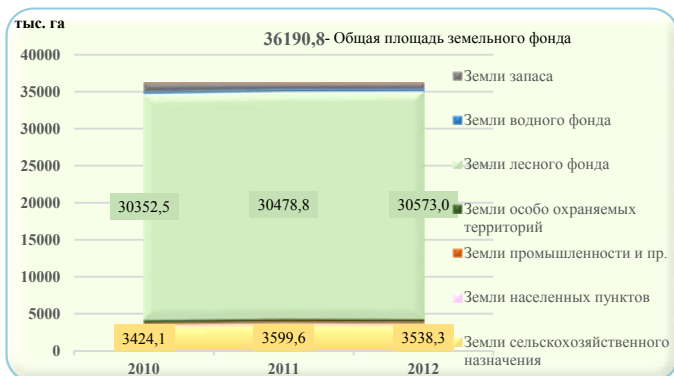 тыс. га
36190,8- Общая площадь земельного фонда
40000
35000
30000
25000
20000
15000
10000
5000
0
30352,5
30478,8
30573,0
3424,1
3599,6
3538,3
2010
2011
2012
Земли запаса
Земли водного фонда
Земли лесного фонда
Земли особо охраняемых
территорий
Земли промышленности и пр.
Земли населенных пунктов
Земли сельскохозяйственного
назначения